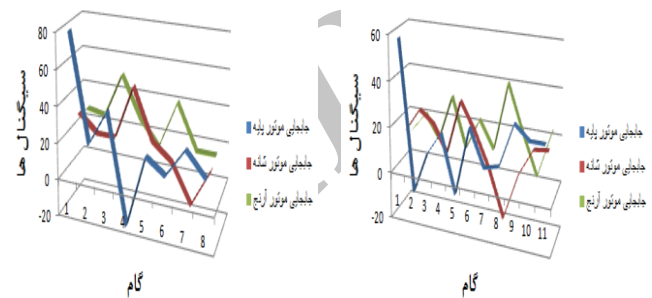 80
60
40
20
0
-20
سیگنال ها
1 2 3 4 5 6 7 8
گام
جابجایی موتور پایه
جابجایی موتور شانه
جابجایی موتور آرنج
60
40
20
0
-20
سیگنال ها
1 2 3 4 5 6 7 8 9 10 11
گام
جابجایی موتور پایه
جابجایی موتور شانه
جابجایی موتور آرنج